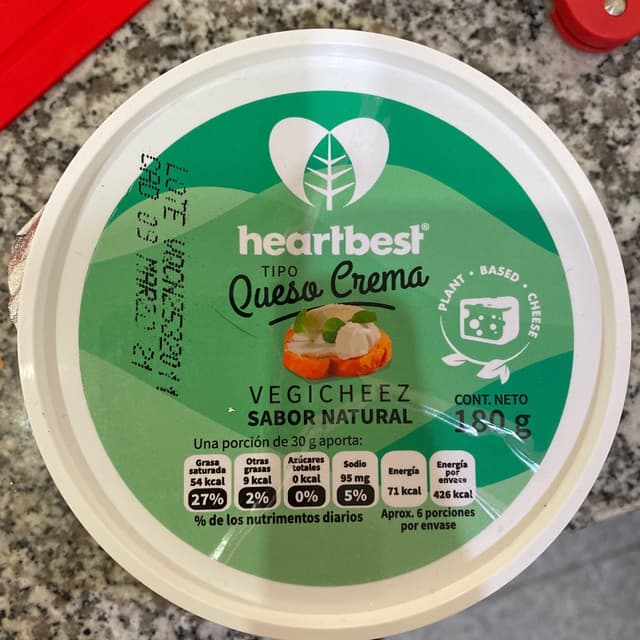 heartbest®
TIPO
Queso Crema
PLANT • BASED • CHEESE
VEGICHEEZ
SABOR NATURAL
CONT. NETO
180 g
Una porción de 30 g aporta:
Grasa saturada
54 kcal
27%
Otras grasas
9 kcal
2%
Azúcares totales
0 kcal
0%
Sodio
95 mg
5%
Energía
71 kcal
Energía por envase
426 kcal
% de los nutrimentos diarios
Aprox. 6 porciones
por envase
LOTE
CAD 03 MAR